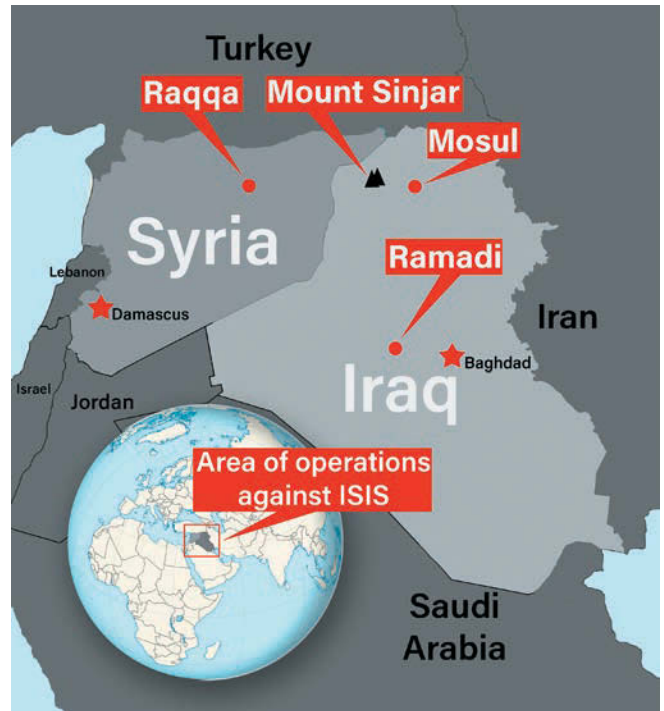 Turkey
Raqqa
Mount Sinjar
Mosul
Syria
Ramadi
Lebanon
Damascus
Iran
Baghdad
Israel
Jordan
Iraq
Area of operations
against ISIS
Saudi
Arabia